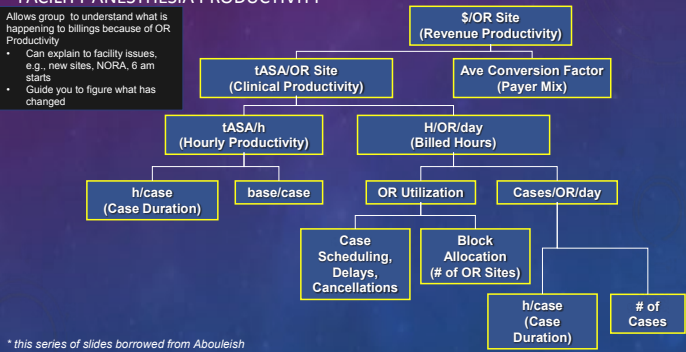 FACILITY ANESTHESIA PRODUCTIVITY
Allows group to understand what is
happening to billings because of OR
Productivity
• Can explain to facility issues,
e.g., new sites, NORA, 6 am
starts
• Guide you to figure what has
changed
$/OR Site
(Revenue Productivity)
tASA/OR Site
(Clinical Productivity)
Ave Conversion Factor
(Payer Mix)
tASA/h
(Hourly Productivity)
H/OR/day
(Billed Hours)
h/case
(Case Duration)
base/case
OR Utilization
Cases/OR/day
Case
Scheduling,
Delays,
Cancellations
Block
Allocation
(# of OR Sites)
h/case
(Case
Duration)
# of
Cases
* this series of slides borrowed from Abouleish